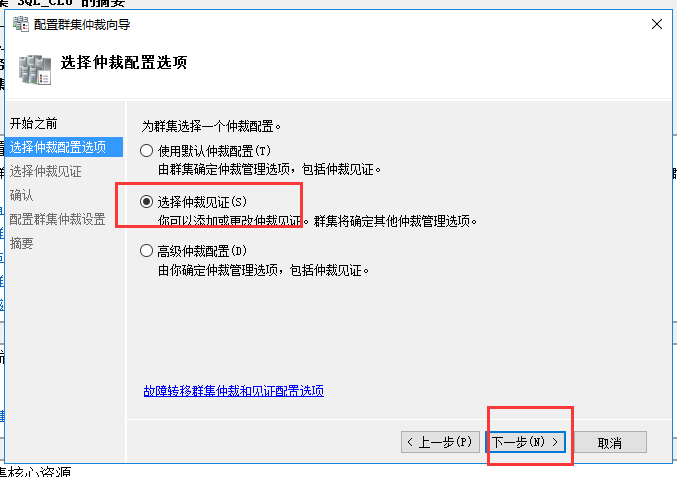 集 SQL_CLU 的摘要
配置群集仲裁向导
选择仲裁配置选项
开始之前
选择仲裁配置选项
选择仲裁见证
确认
配置群集仲裁设置
摘要
为群集选择一个仲裁配置。
使用默认仲裁配置(T)
由群集确定仲裁管理选项，包括仲裁见证。
选择仲裁见证(S)
你可以添加或更改仲裁见证。群集将确定其他仲裁管理选项。
高级仲裁配置(D)
由你确定仲裁管理选项，包括仲裁见证。
故障转移群集仲裁和见证配置选项
< 上一步(P)
下一步(N) >
取消
集核心资源